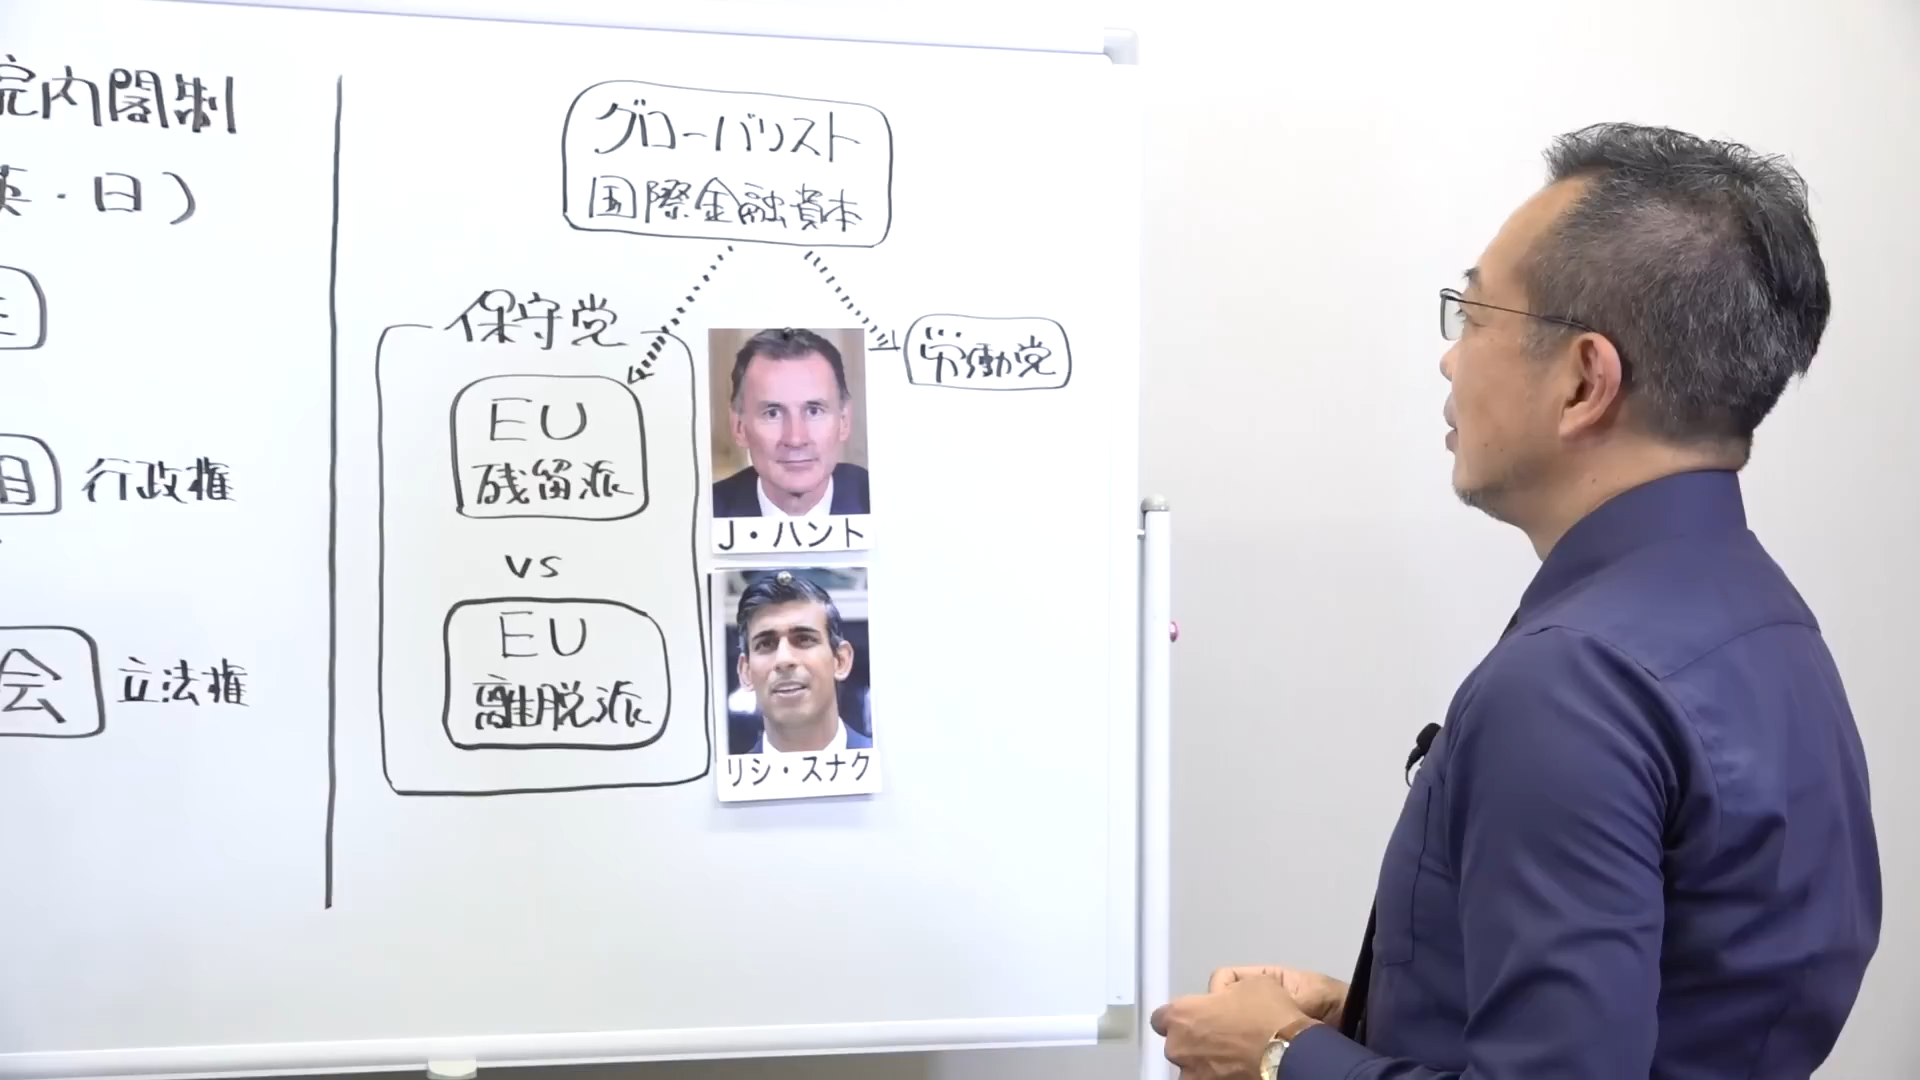 院内閣制
英・日)
行政権
会 立法権
グローバリスト
国際金融資本
保守党
労働党
EU
残留派
vs
EU
離脱派
J・ハント
リシ・スナク